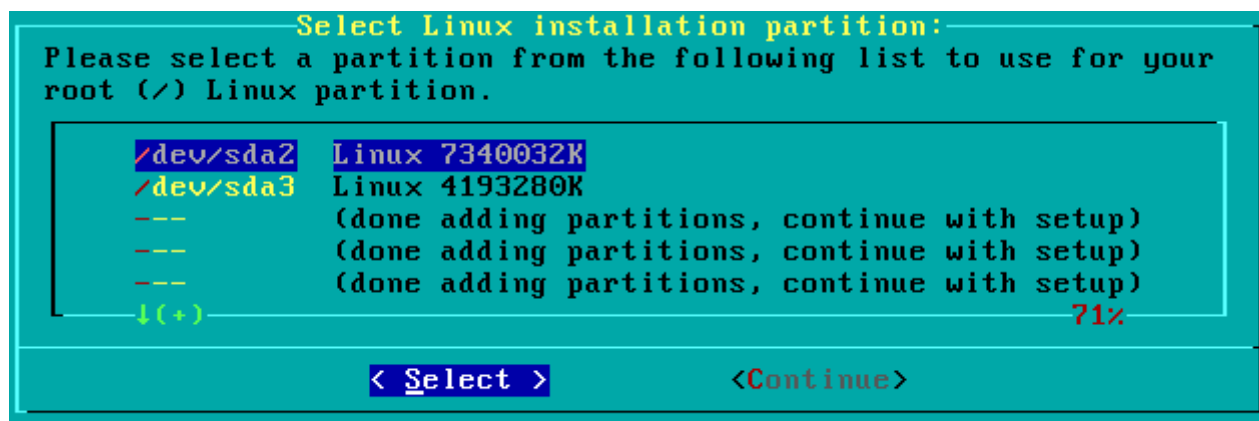 Select Linux installation partition:
Please select a partition from the following list to use for your
root (/) Linux partition.
/dev/sda2 Linux 7340032K
/dev/sda3 Linux 4193280K
--- (done adding partitions, continue with setup)
--- (done adding partitions, continue with setup)
--- (done adding partitions, continue with setup)
↓(+) 71%
< Select > <Continue>